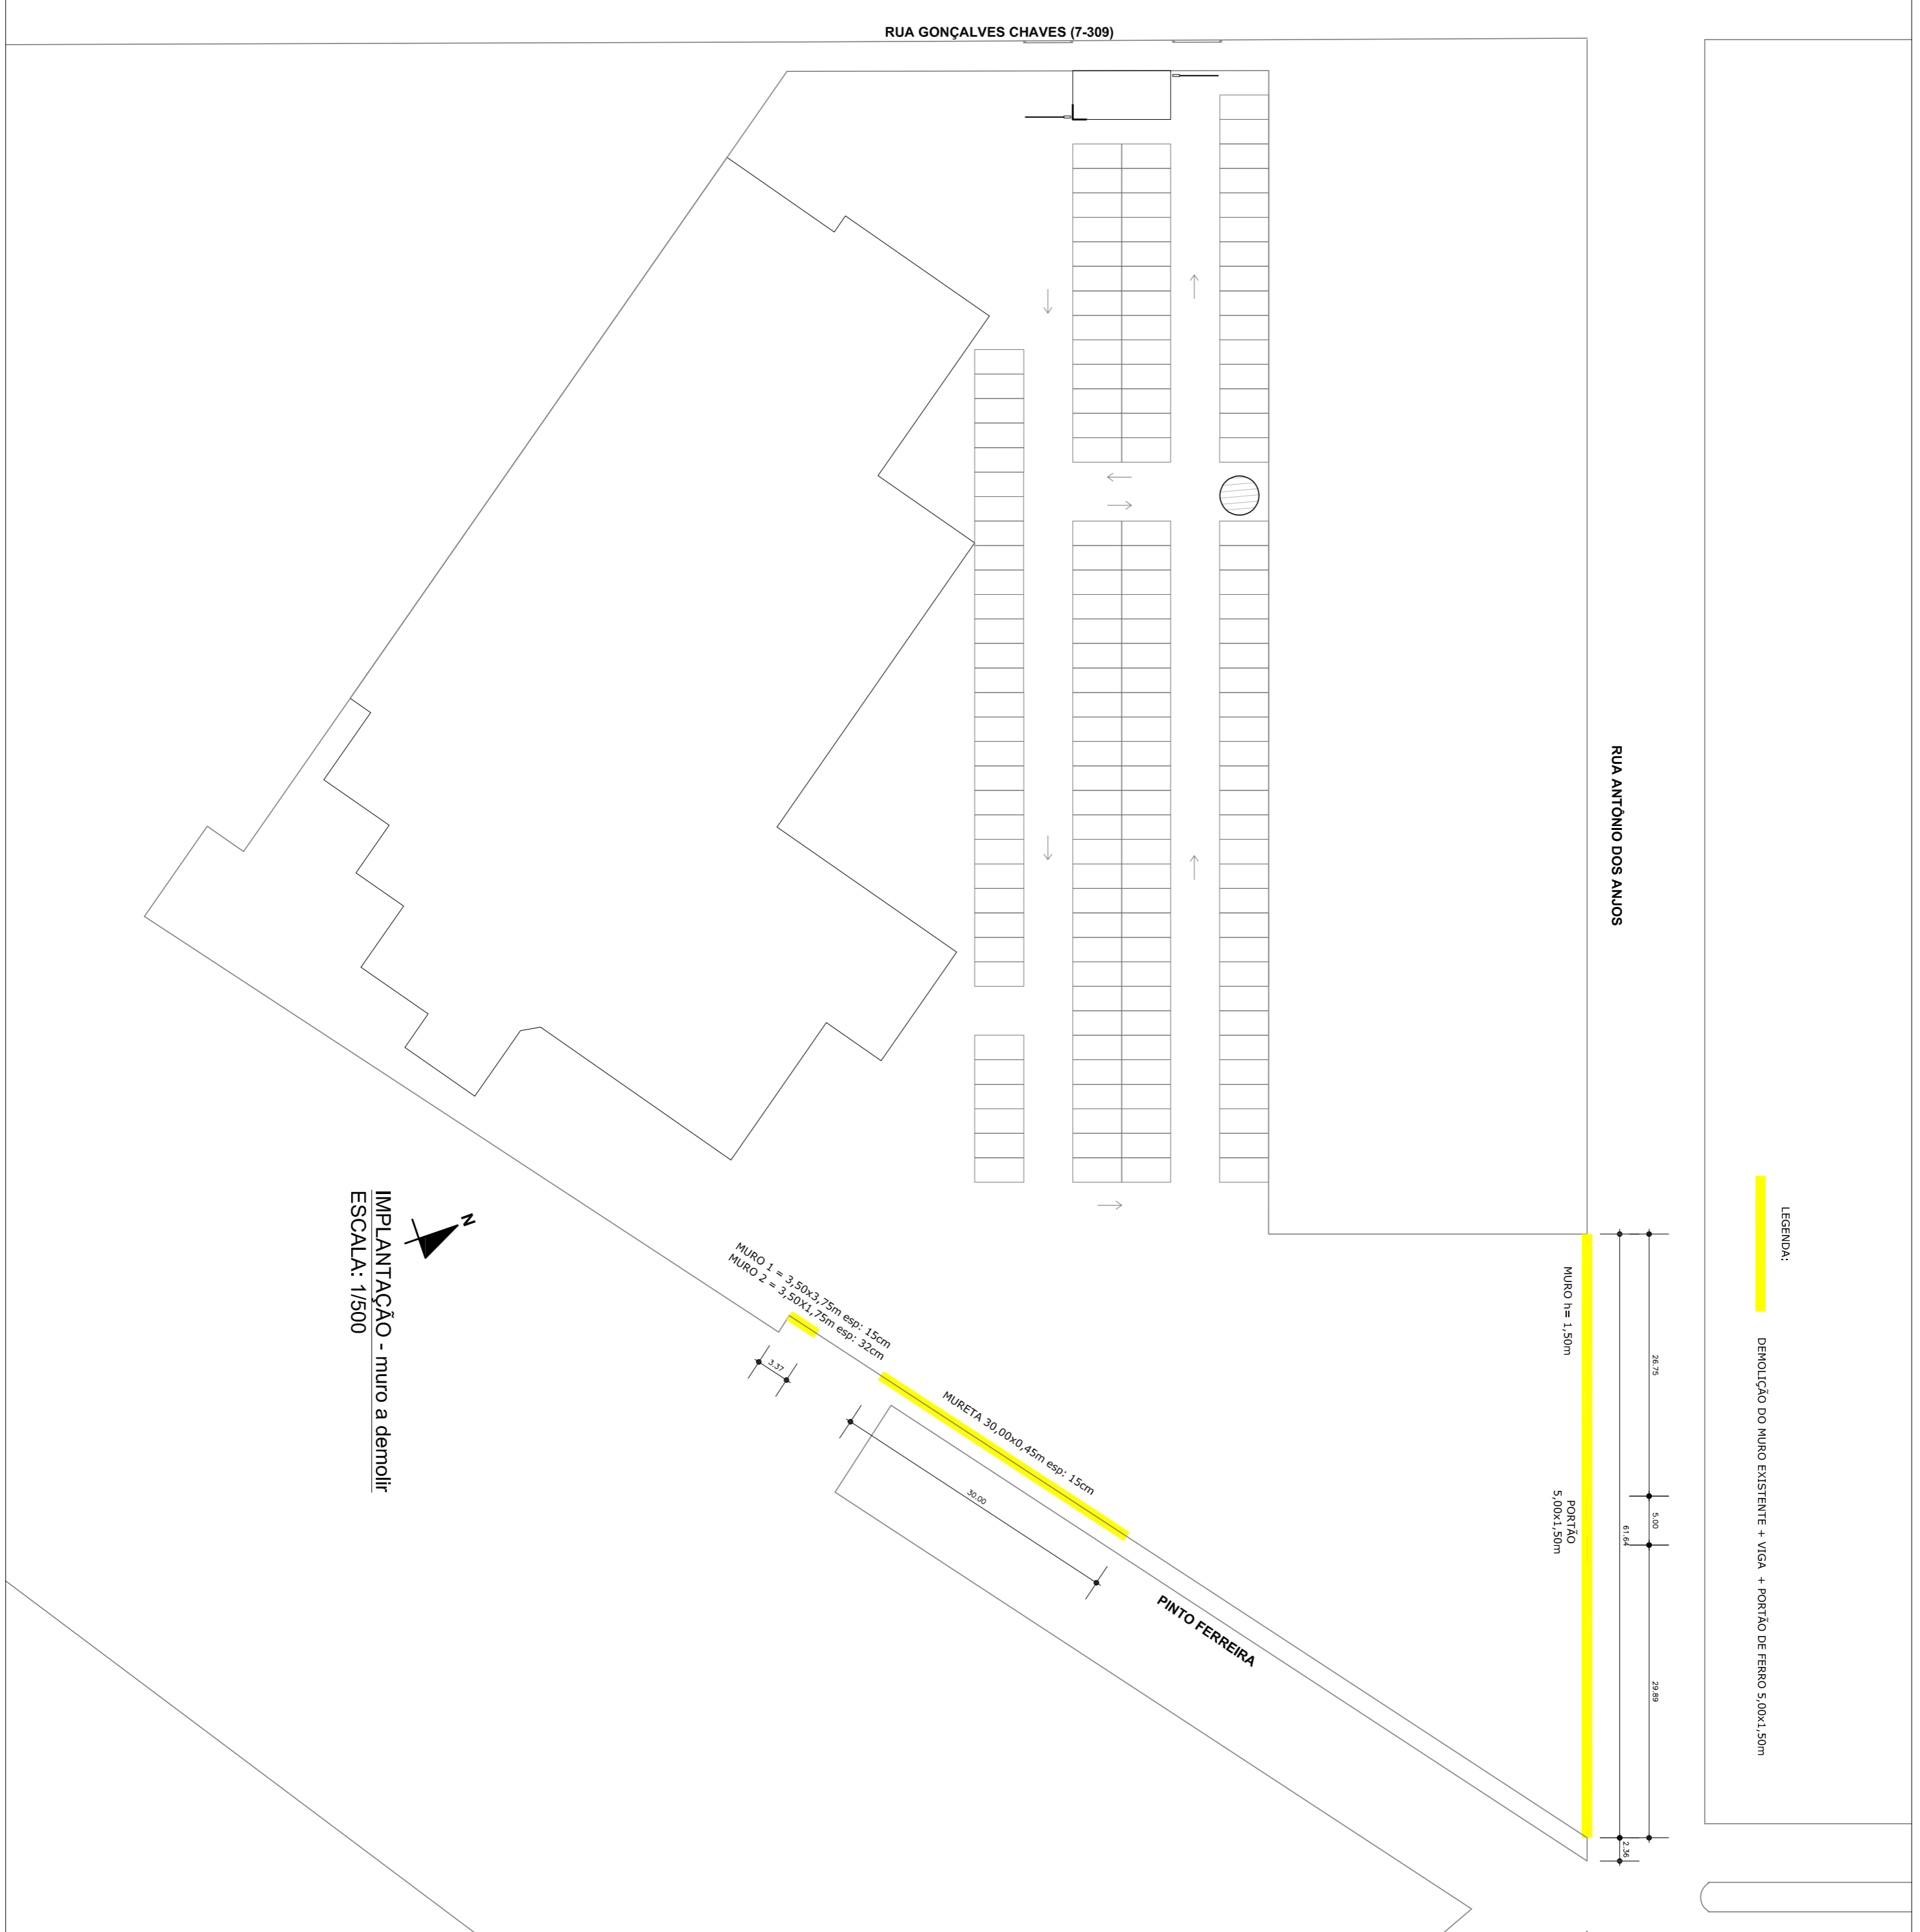 RUA GONÇALVES CHAVES (7-309)
RUA ANTÔNIO DOS ANJOS
LEGENDA:
DEMOLIÇÃO DO MURO EXISTENTE + VIGA + PORTÃO DE FERRO 5,00x1,50m
MURO h= 1,50m
26.75
5.00
61.64
29.89
2.36
PORTÃO
5,00x1,50m
MURO 1 = 3,50x3,75m esp: 15cm
MURO 2 = 3,50X1,75m esp: 32cm
3.37
MURETA 30,00x0,45m esp: 15cm
30.00
PINTO FERREIRA
N
IMPLANTAÇÃO - muro a demolir
ESCALA: 1/500